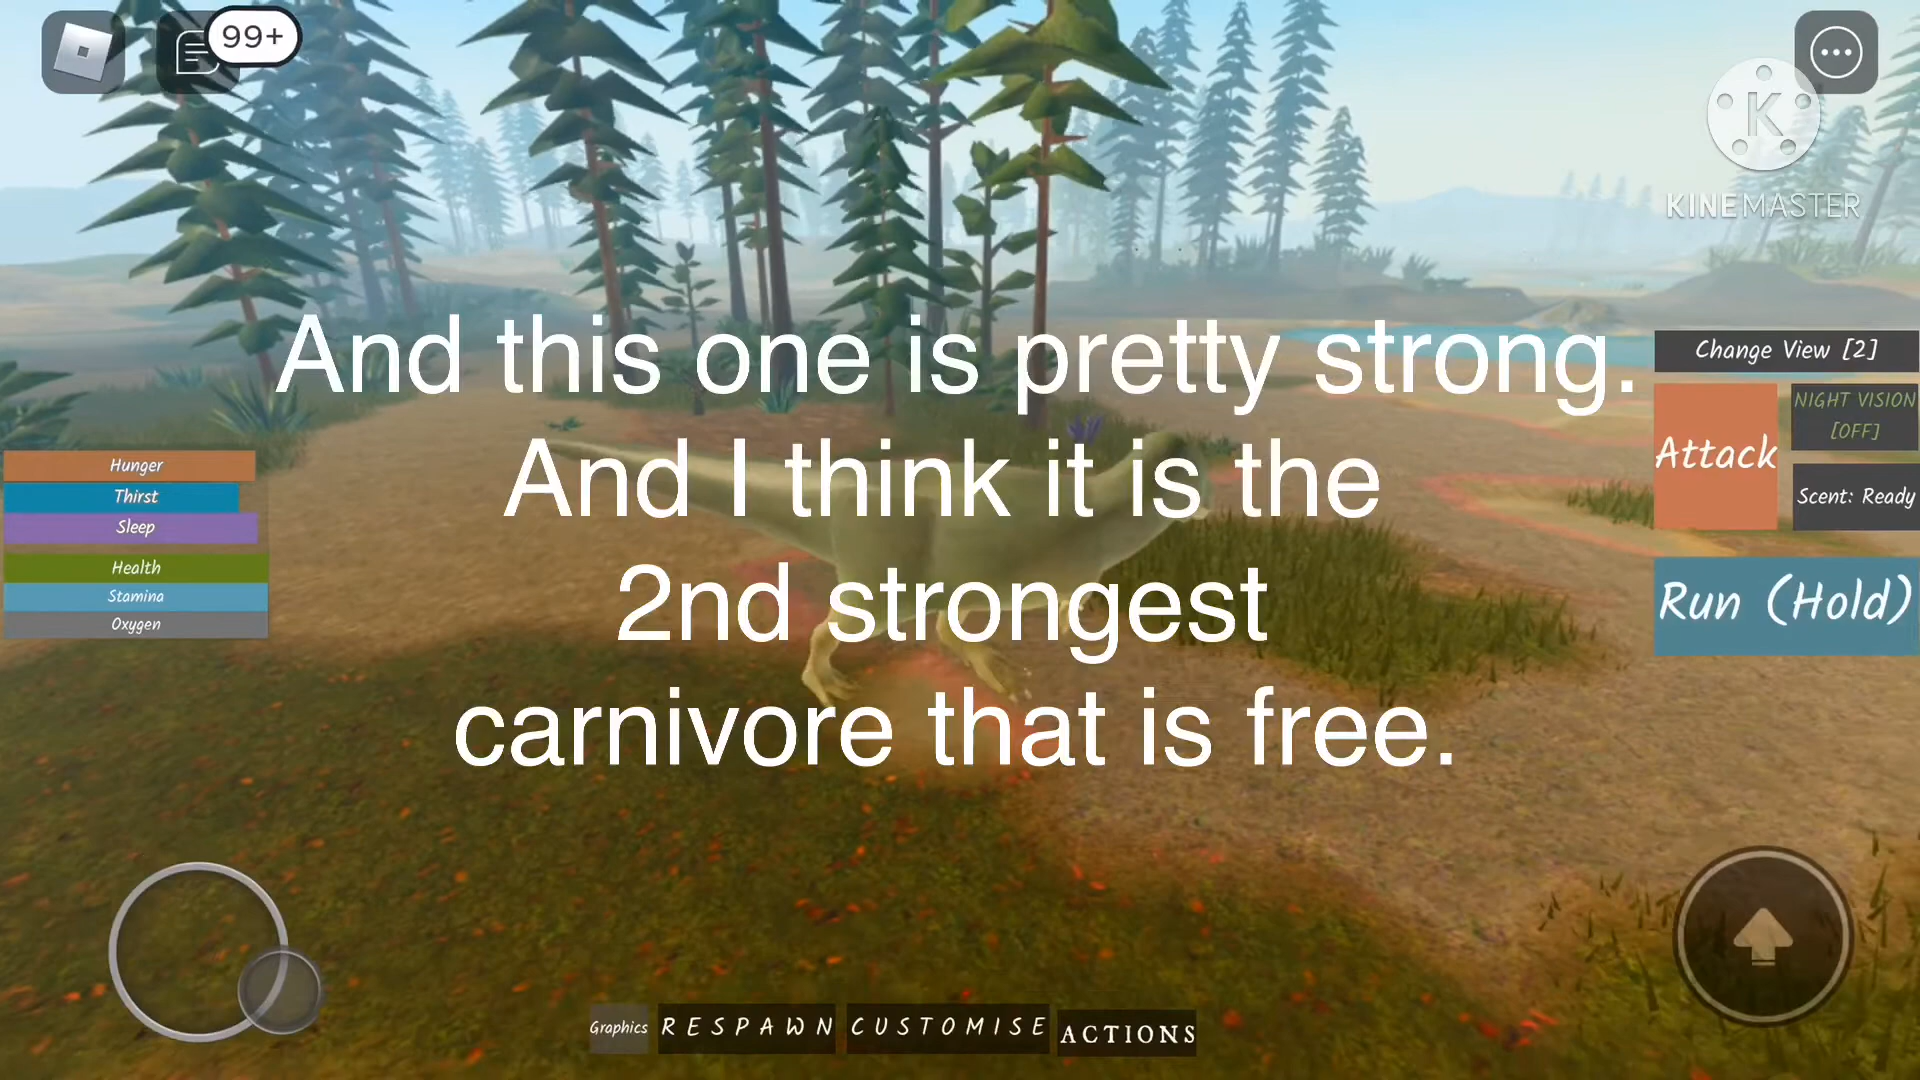 99+
K
KINEMASTER
And this one is pretty strong.
And I think it is the
2nd strongest
carnivore that is free.
Change View [2]
Attack
NIGHT VISION
[OFF]
Scent: Ready
Run (Hold)
Hunger
Thirst
Sleep
Health
Stamina
Oxygen
Graphics
RESPAWN
CUSTOMISE
ACTIONS